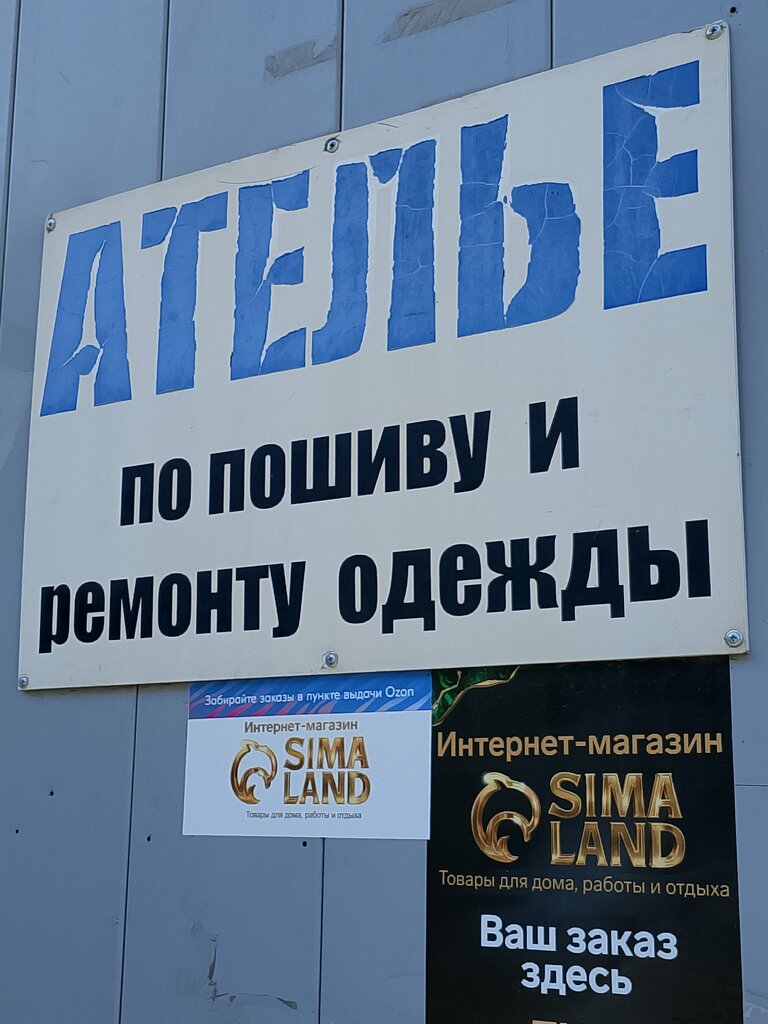 АТЕЛЬЕ
по пошиву и
ремонту одежды
Забирайте заказы в пункте выдачи Ozon
Интернет-магазин
SIMA
LAND
Товары для дома, работы и отдыха
Интернет-магазин
SIMA
LAND
Товары для дома, работы и отдыха
Ваш заказ
здесь